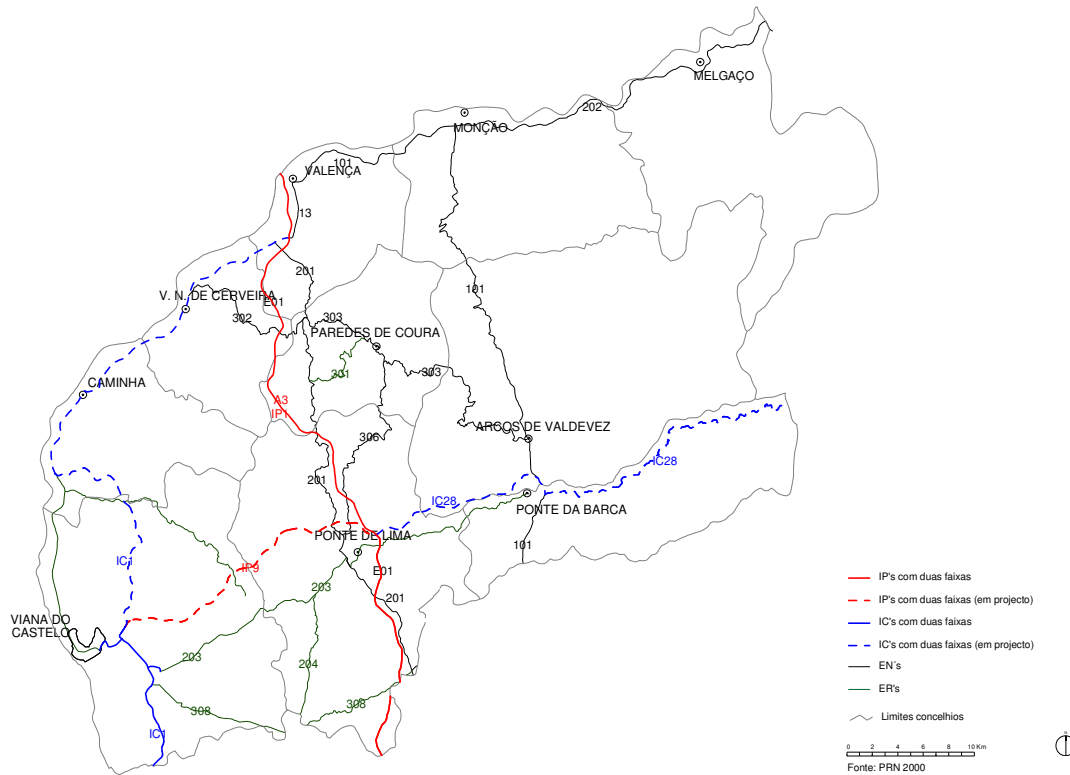 MELGAÇO
202
MONÇÃO
101
VALENÇA
13
201
101
V. N. DE CERVEIRA
E01
302
303
PAREDES DE COURA
301
303
CAMINHA
A3
IP1
306
ARCOS DE VALDEVEZ
IC28
201
IC28
PONTE DA BARCA
PONTE DE LIMA
101
IC1
IP9
E01
203
201
VIANA DO
CASTELO
203
204
308
308
IC1
IP's com duas faixas
IP's com duas faixas (em projecto)
IC's com duas faixas
IC's com duas faixas (em projecto)
EN´s
ER's
Limites concelhios
0 2 4 6 8 10 Km
Fonte: PRN 2000
N